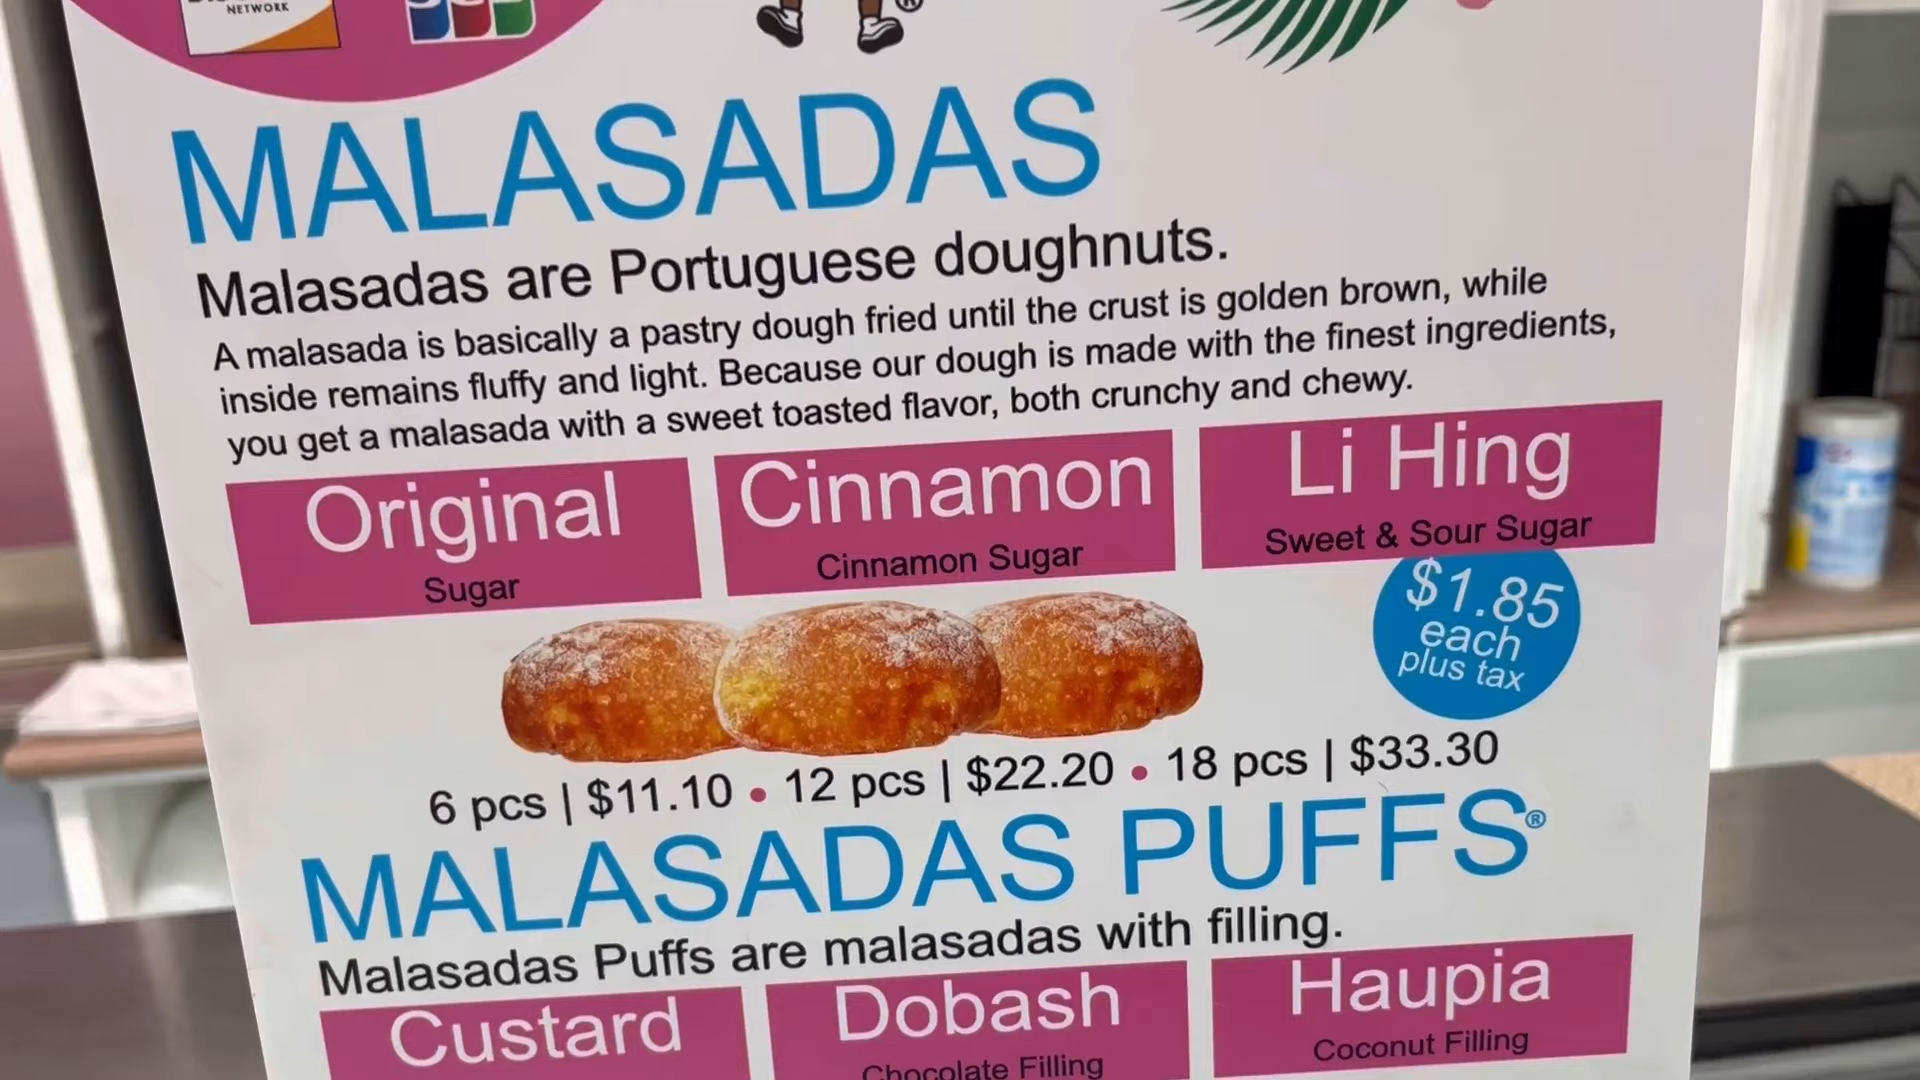 NETWORK
JCB
®
MALASADAS
Malasadas are Portuguese doughnuts.
A malasada is basically a pastry dough fried until the crust is golden brown, while
inside remains fluffy and light. Because our dough is made with the finest ingredients,
you get a malasada with a sweet toasted flavor, both crunchy and chewy.
Original
Sugar
Cinnamon
Cinnamon Sugar
Li Hing
Sweet & Sour Sugar
$1.85
each
plus tax
6 pcs | $11.10 • 12 pcs | $22.20 • 18 pcs | $33.30
MALASADAS PUFFS®
Malasadas Puffs are malasadas with filling.
Custard
Dobash
Chocolate Filling
Haupia
Coconut Filling